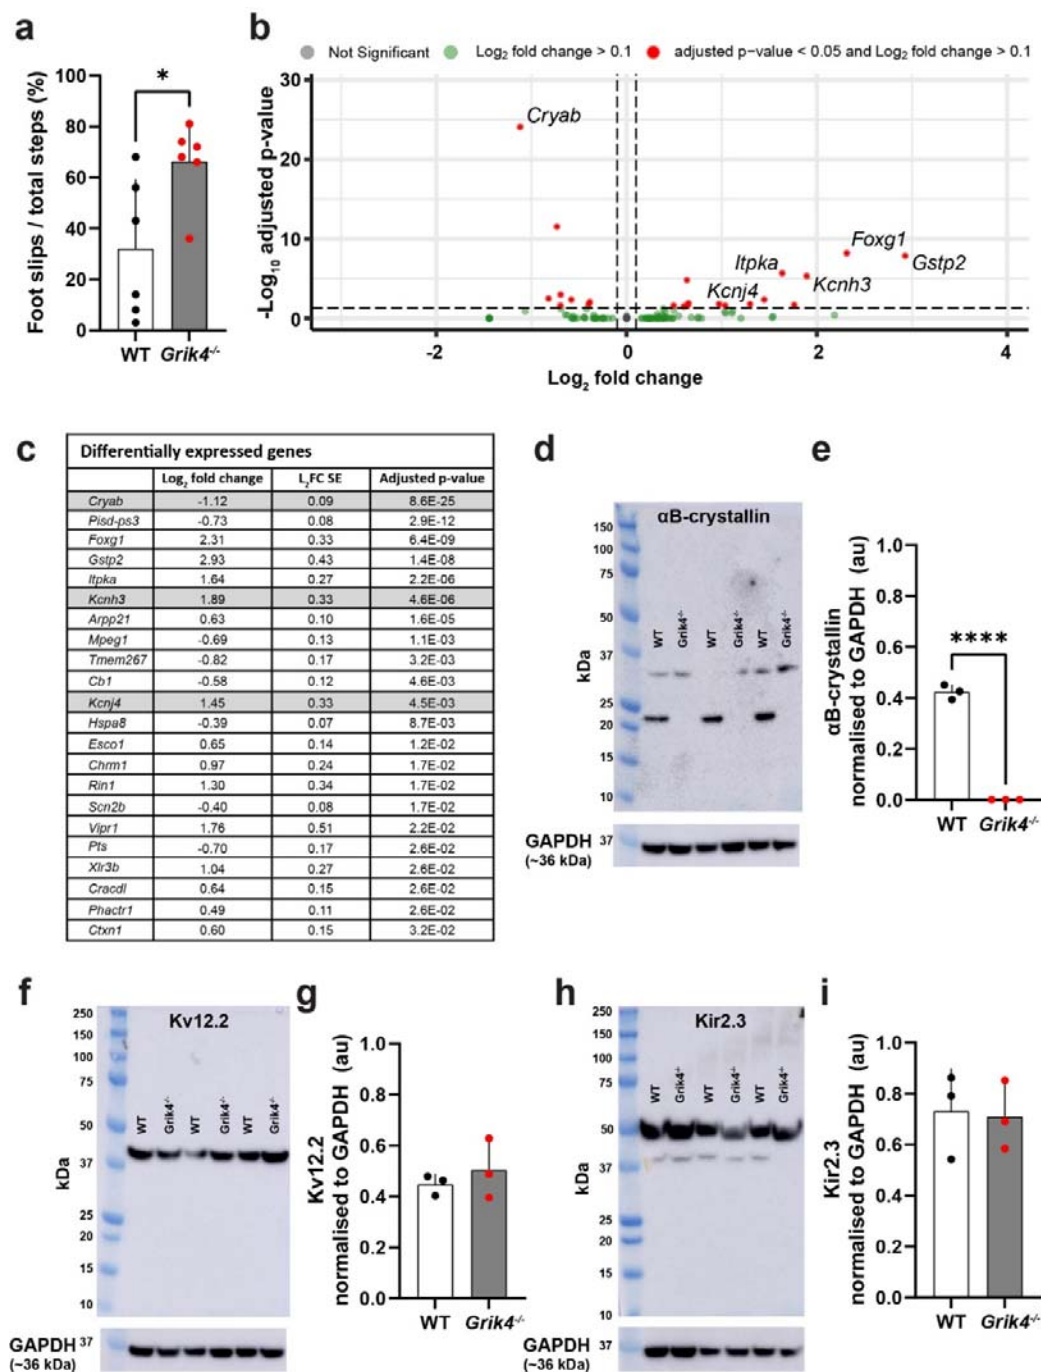 a
Foot slips / total steps (%)
100
80
60
40
20
0
*
WT Grik4-/-
b
Not Significant Log2 fold change > 0.1 adjusted p-value < 0.05 and Log2 fold change > 0.1
-Log10 adjusted p-value
30
20
10
0
Cryab
Foxg1
Itpka
Gstp2
Kcnh3
Kcnj4
-2 0 2 4
Log2 fold change
c
Differentially expressed genes
Log2 fold change L2FC SE Adjusted p-value
Cryab -1.12 0.09 8.6E-25
Pisd-ps3 -0.73 0.08 2.9E-12
Foxg1 2.31 0.33 6.4E-09
Gstp2 2.93 0.43 1.4E-08
Itpka 1.64 0.27 2.2E-06
Kcnh3 1.89 0.33 4.6E-06
Arpp21 0.63 0.10 1.6E-05
Mpeg1 -0.69 0.13 1.1E-03
Tmem267 -0.82 0.17 3.2E-03
Cb1 -0.58 0.12 4.6E-03
Kcnj4 1.45 0.33 4.5E-03
Hspa8 -0.39 0.07 8.7E-03
Esco1 0.65 0.14 1.2E-02
Chrm1 0.97 0.24 1.7E-02
Rin1 1.30 0.34 1.7E-02
Scn2b -0.40 0.08 1.7E-02
Vipr1 1.76 0.51 2.2E-02
Pts -0.70 0.17 2.6E-02
Xlr3b 1.04 0.27 2.6E-02
Cracdl 0.64 0.15 2.6E-02
Phactr1 0.49 0.11 2.6E-02
Ctxn1 0.60 0.15 3.2E-02
d
αB-crystallin
kDa
150
100
75
50
37
25
20
15
10
WT Grik4-/- WT Grik4-/- WT Grik4-/-
GAPDH 37
(~36 kDa)
e
αB-crystallin
normalised to GAPDH (au)
1.0
0.8
0.6
0.4
0.2
0.0
****
WT Grik4-/-
f
Kv12.2
kDa
250
150
100
75
50
37
25
20
15
10
WT Grik4-/- WT Grik4-/- WT Grik4-/-
GAPDH 37
(~36 kDa)
g
Kv12.2
normalised to GAPDH (au)
1.0
0.8
0.6
0.4
0.2
0.0
WT Grik4-/-
h
Kir2.3
kDa
250
150
100
75
50
37
25
20
15
10
WT Grik4-/- WT Grik4-/- WT Grik4-/-
GAPDH 37
(~36 kDa)
i
Kir2.3
normalised to GAPDH (au)
1.0
0.8
0.6
0.4
0.2
0.0
WT Grik4-/-